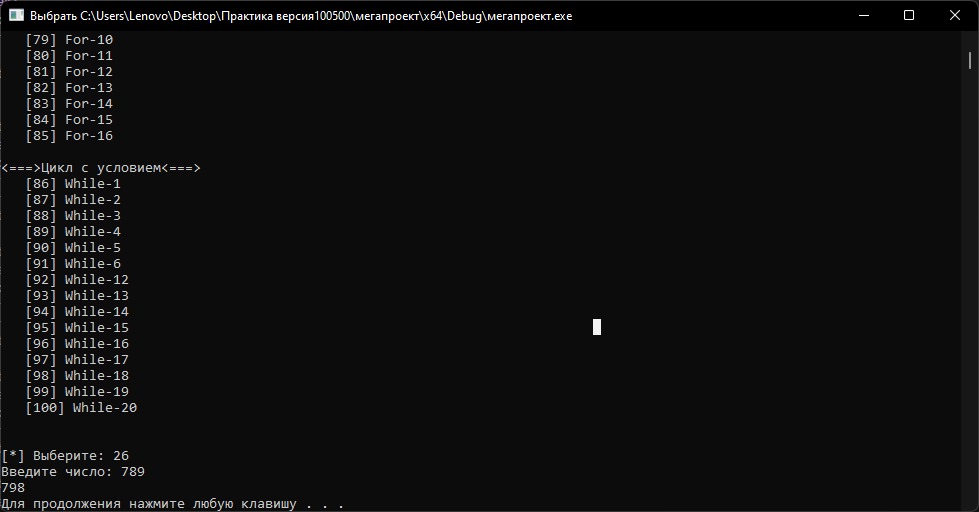 Выбрать C:\Users\Lenovo\Desktop\Практика версия100500\мегапроект\x64\Debug\мегапроект.exe
[79] For-10
[80] For-11
[81] For-12
[82] For-13
[83] For-14
[84] For-15
[85] For-16
<===>Цикл с условием<===>
[86] While-1
[87] While-2
[88] While-3
[89] While-4
[90] While-5
[91] While-6
[92] While-12
[93] While-13
[94] While-14
[95] While-15
[96] While-16
[97] While-17
[98] While-18
[99] While-19
[100] While-20
[*] Выберите: 26
Введите число: 789
798
Для продолжения нажмите любую клавишу . . .